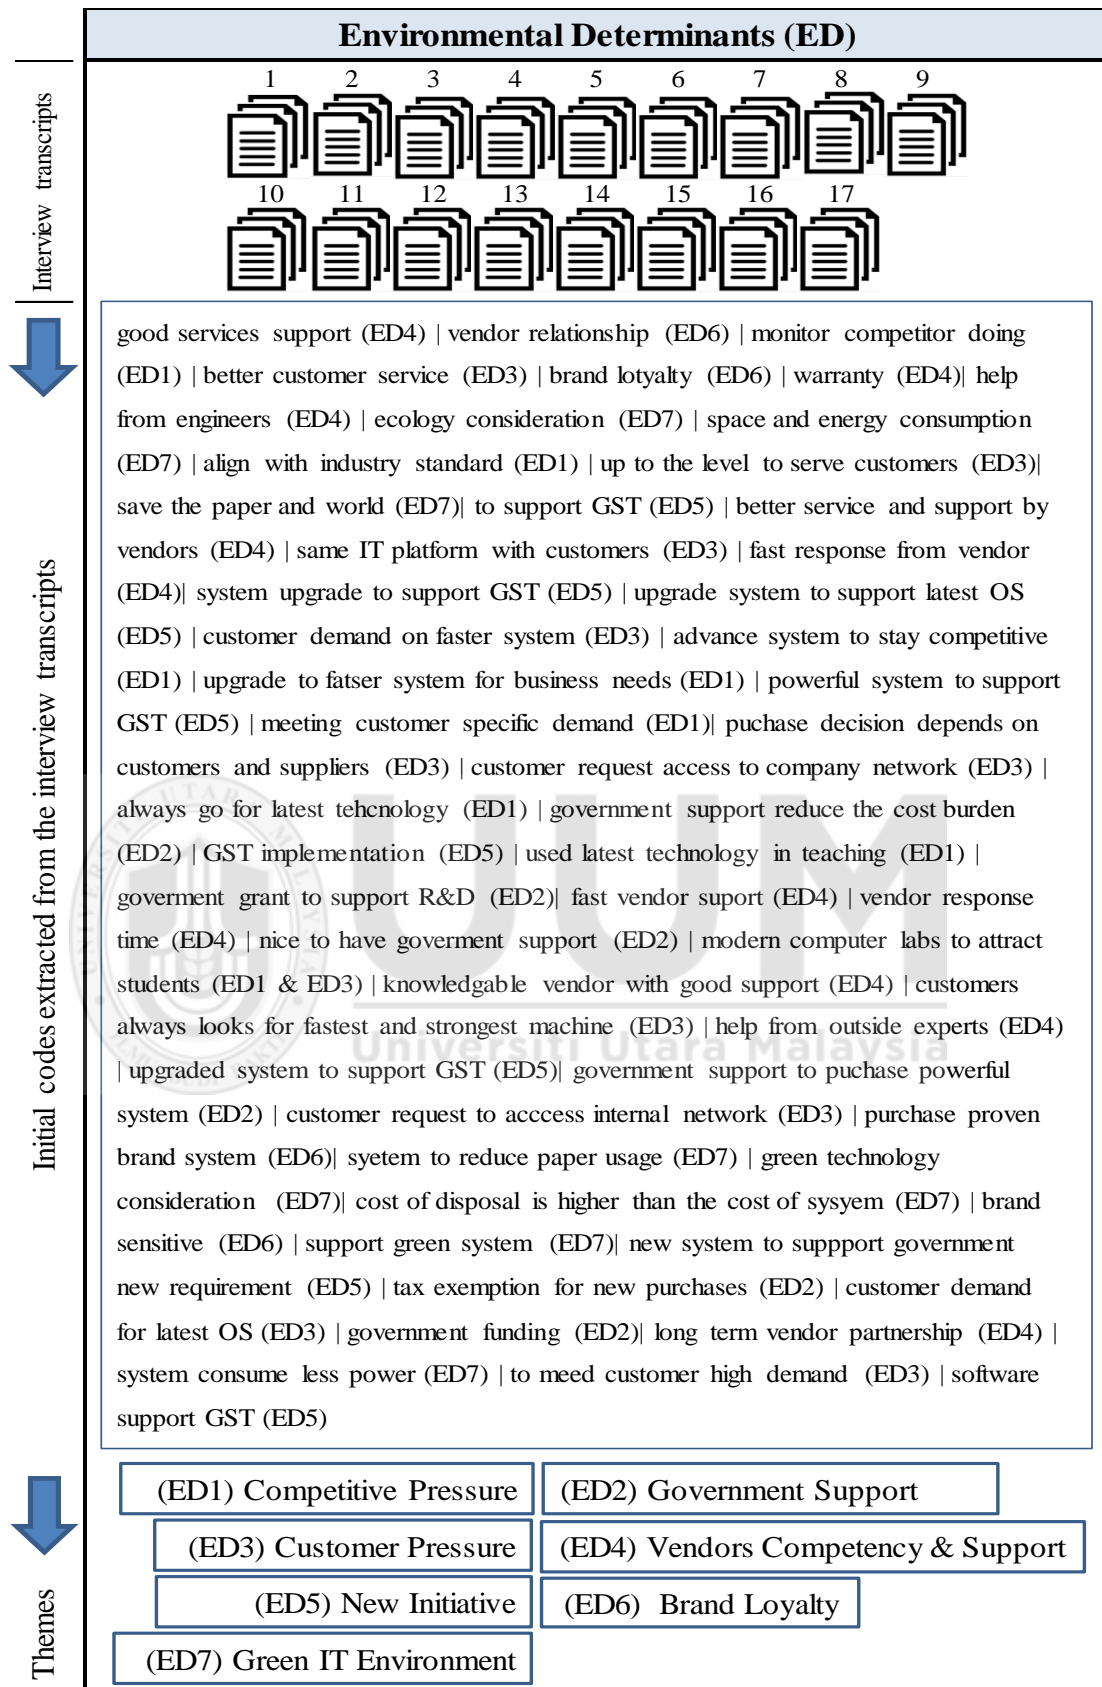 Environmental Determinants (ED)
Interview transcripts
1 2 3 4 5 6 7 8 9
10 11 12 13 14 15 16 17
Initial codes extracted from the interview transcripts
good services support (ED4) | vendor relationship (ED6) | monitor competitor doing
(ED1) | better customer service (ED3) | brand lotyalty (ED6) | warranty (ED4)| help
from engineers (ED4) | ecology consideration (ED7) | space and energy consumption
(ED7) | align with industry standard (ED1) | up to the level to serve customers (ED3)|
save the paper and world (ED7)| to support GST (ED5) | better service and support by
vendors (ED4) | same IT platform with customers (ED3) | fast response from vendor
(ED4)| system upgrade to support GST (ED5) | upgrade system to support latest OS
(ED5) | customer demand on faster system (ED3) | advance system to stay competitive
(ED1) | upgrade to fatser system for business needs (ED1) | powerful system to support
GST (ED5) | meeting customer specific demand (ED1)| puchase decision depends on
customers and suppliers (ED3) | customer request access to company network (ED3) |
always go for latest tehcnology (ED1) | government support reduce the cost burden
(ED2) | GST implementation (ED5) | used latest technology in teaching (ED1) |
goverment grant to support R&D (ED2)| fast vendor suport (ED4) | vendor response
time (ED4) | nice to have goverment support (ED2) | modern computer labs to attract
students (ED1 & ED3) | knowledgable vendor with good support (ED4) | customers
always looks for fastest and strongest machine (ED3) | help from outside experts (ED4)
| upgraded system to support GST (ED5)| government support to puchase powerful
system (ED2) | customer request to acccess internal network (ED3) | purchase proven
brand system (ED6)| syetem to reduce paper usage (ED7) | green technology
consideration (ED7)| cost of disposal is higher than the cost of sysyem (ED7) | brand
sensitive (ED6) | support green system (ED7)| new system to suppport government
new requirement (ED5) | tax exemption for new purchases (ED2) | customer demand
for latest OS (ED3) | government funding (ED2)| long term vendor partnership (ED4) |
system consume less power (ED7) | to meed customer high demand (ED3) | software
support GST (ED5)
UUM
Universiti Utara Malaysia
UNIVERSITI UTARA MALAYSIA
Themes
(ED1) Competitive Pressure
(ED2) Government Support
(ED3) Customer Pressure
(ED4) Vendors Competency & Support
(ED5) New Initiative
(ED6) Brand Loyalty
(ED7) Green IT Environment